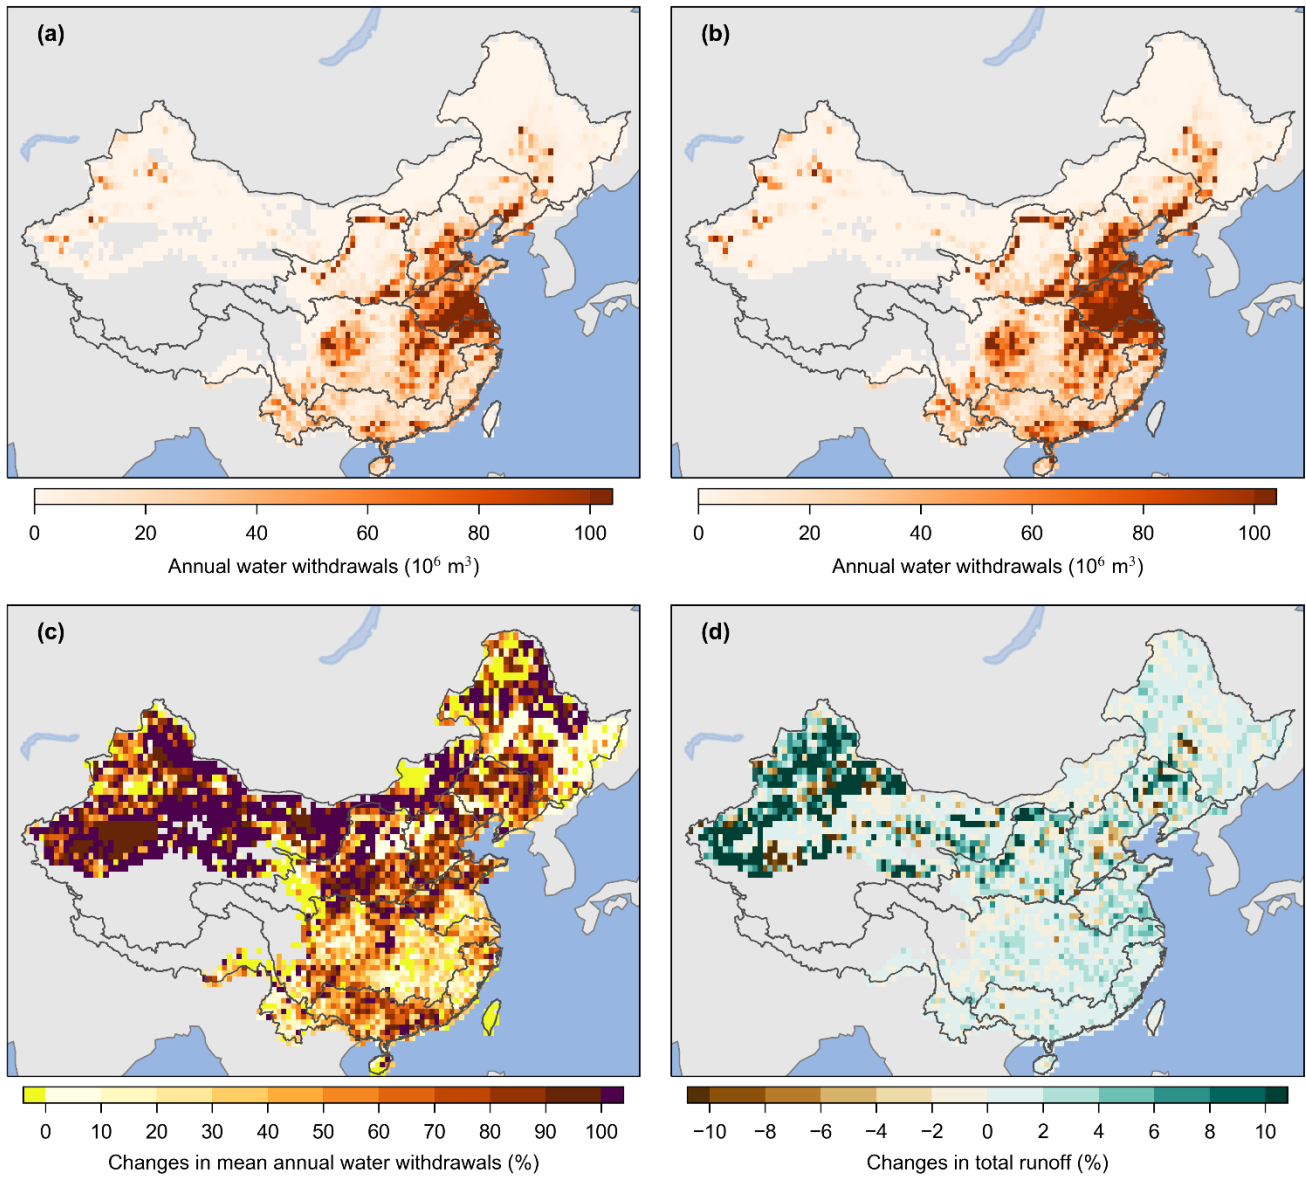 (a)
(b)
0 20 40 60 80 100
Annual water withdrawals (10⁶ m³)
0 20 40 60 80 100
Annual water withdrawals (10⁶ m³)
(c)
(d)
0 10 20 30 40 50 60 70 80 90 100
Changes in mean annual water withdrawals (%)
−10 −8 −6 −4 −2 0 2 4 6 8 10
Changes in total runoff (%)